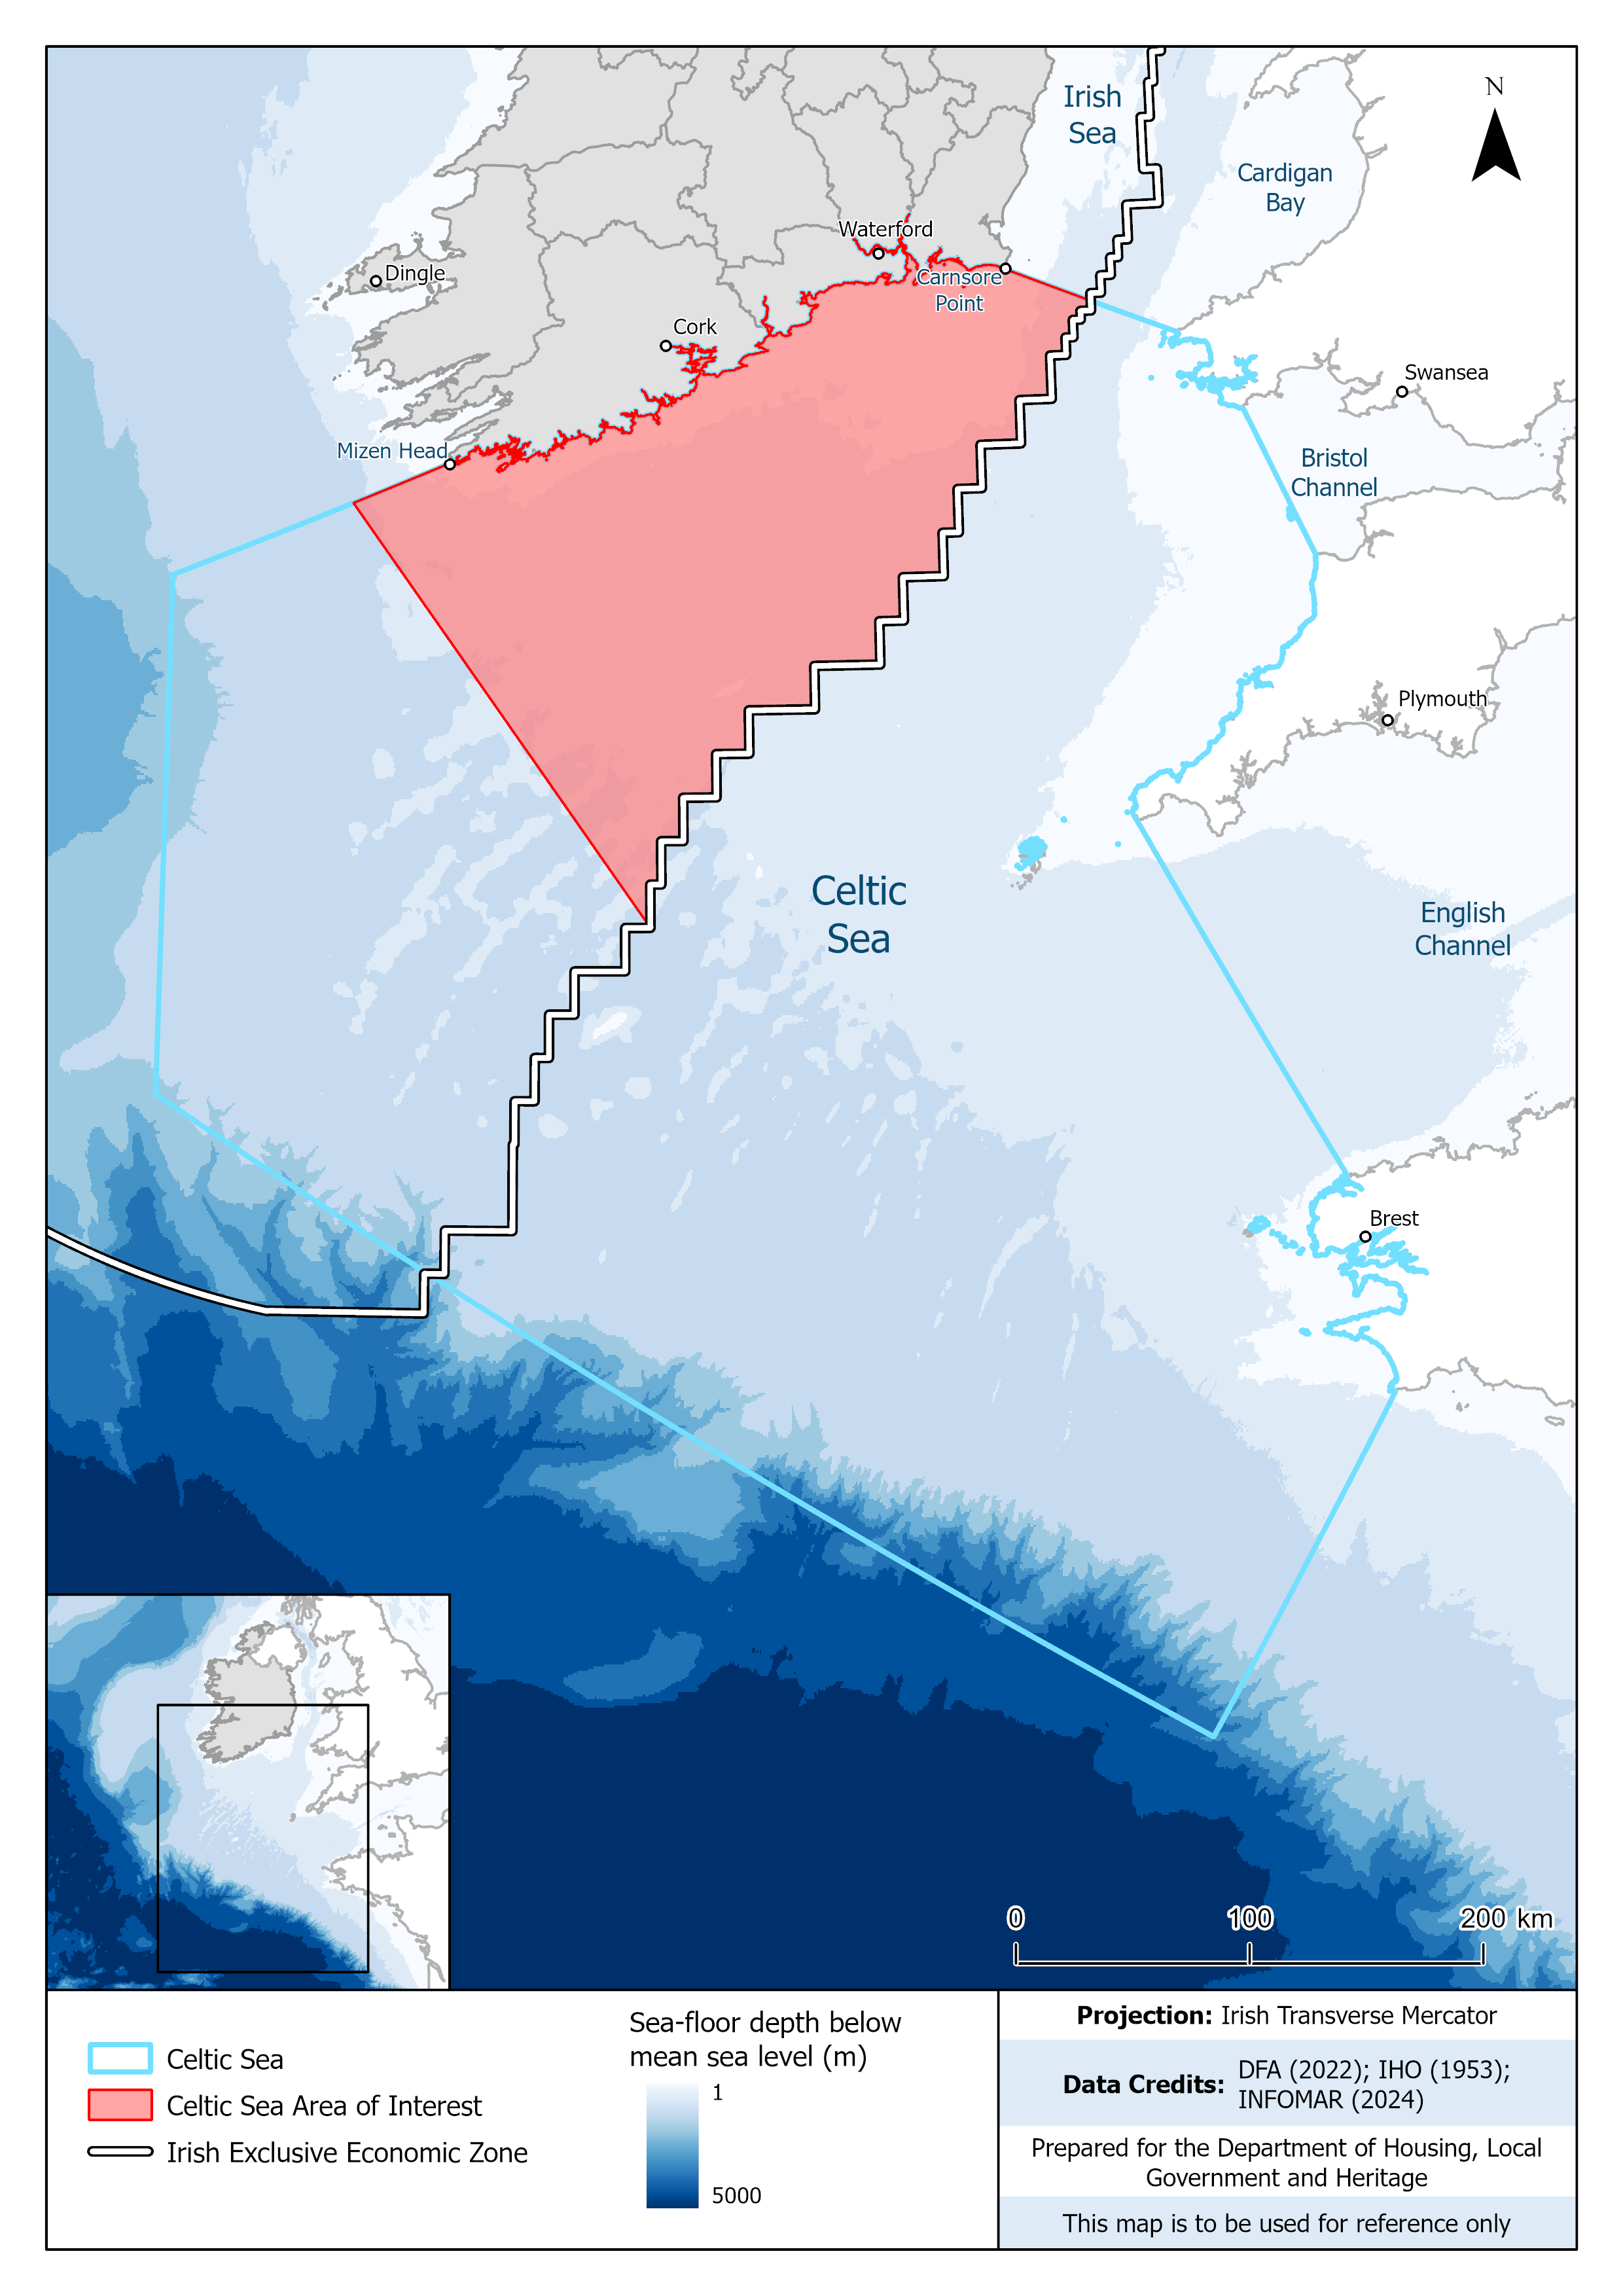 N
Irish
Sea
Cardigan
Bay
Waterford
Dingle
Carnsore
Point
Cork
Swansea
Mizen Head
Bristol
Channel
Plymouth
Celtic
Sea
English
Channel
Brest
0 100 200 km
Celtic Sea
Celtic Sea Area of Interest
Irish Exclusive Economic Zone
Sea-floor depth below
mean sea level (m)
1
5000
Projection: Irish Transverse Mercator
Data Credits: DFA (2022); IHO (1953);
INFOMAR (2024)
Prepared for the Department of Housing, Local
Government and Heritage
This map is to be used for reference only